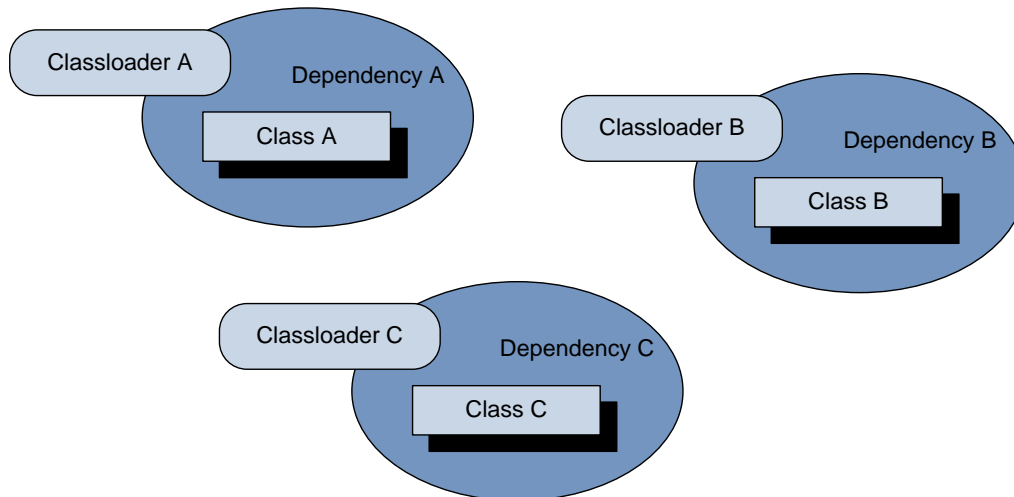 Classloader A
Dependency A
Class A
Classloader B
Dependency B
Class B
Classloader C
Dependency C
Class C